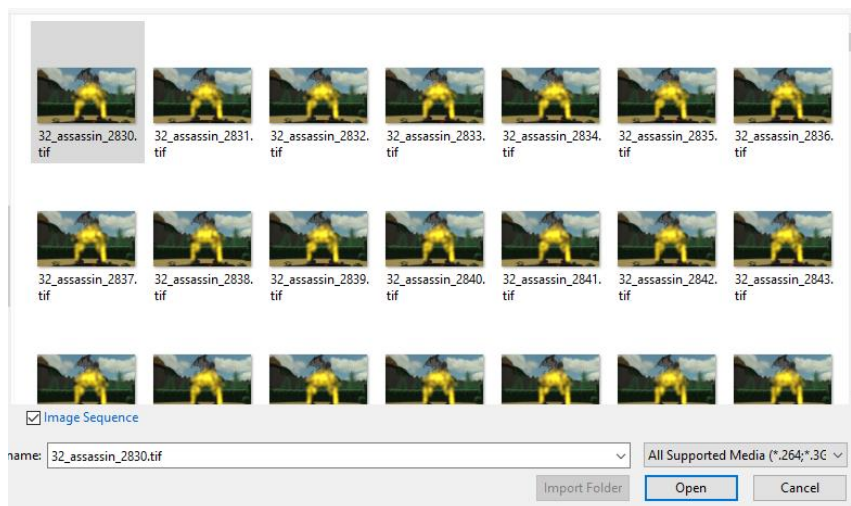 32_assassin_2830.
tif
32_assassin_2831.
tif
32_assassin_2832.
tif
32_assassin_2833.
tif
32_assassin_2834.
tif
32_assassin_2835.
tif
32_assassin_2836.
tif
32_assassin_2837.
tif
32_assassin_2838.
tif
32_assassin_2839.
tif
32_assassin_2840.
tif
32_assassin_2841.
tif
32_assassin_2842.
tif
32_assassin_2843.
tif
Image Sequence
name: 32_assassin_2830.tif
All Supported Media (*.264;*.3G
Import Folder
Open
Cancel